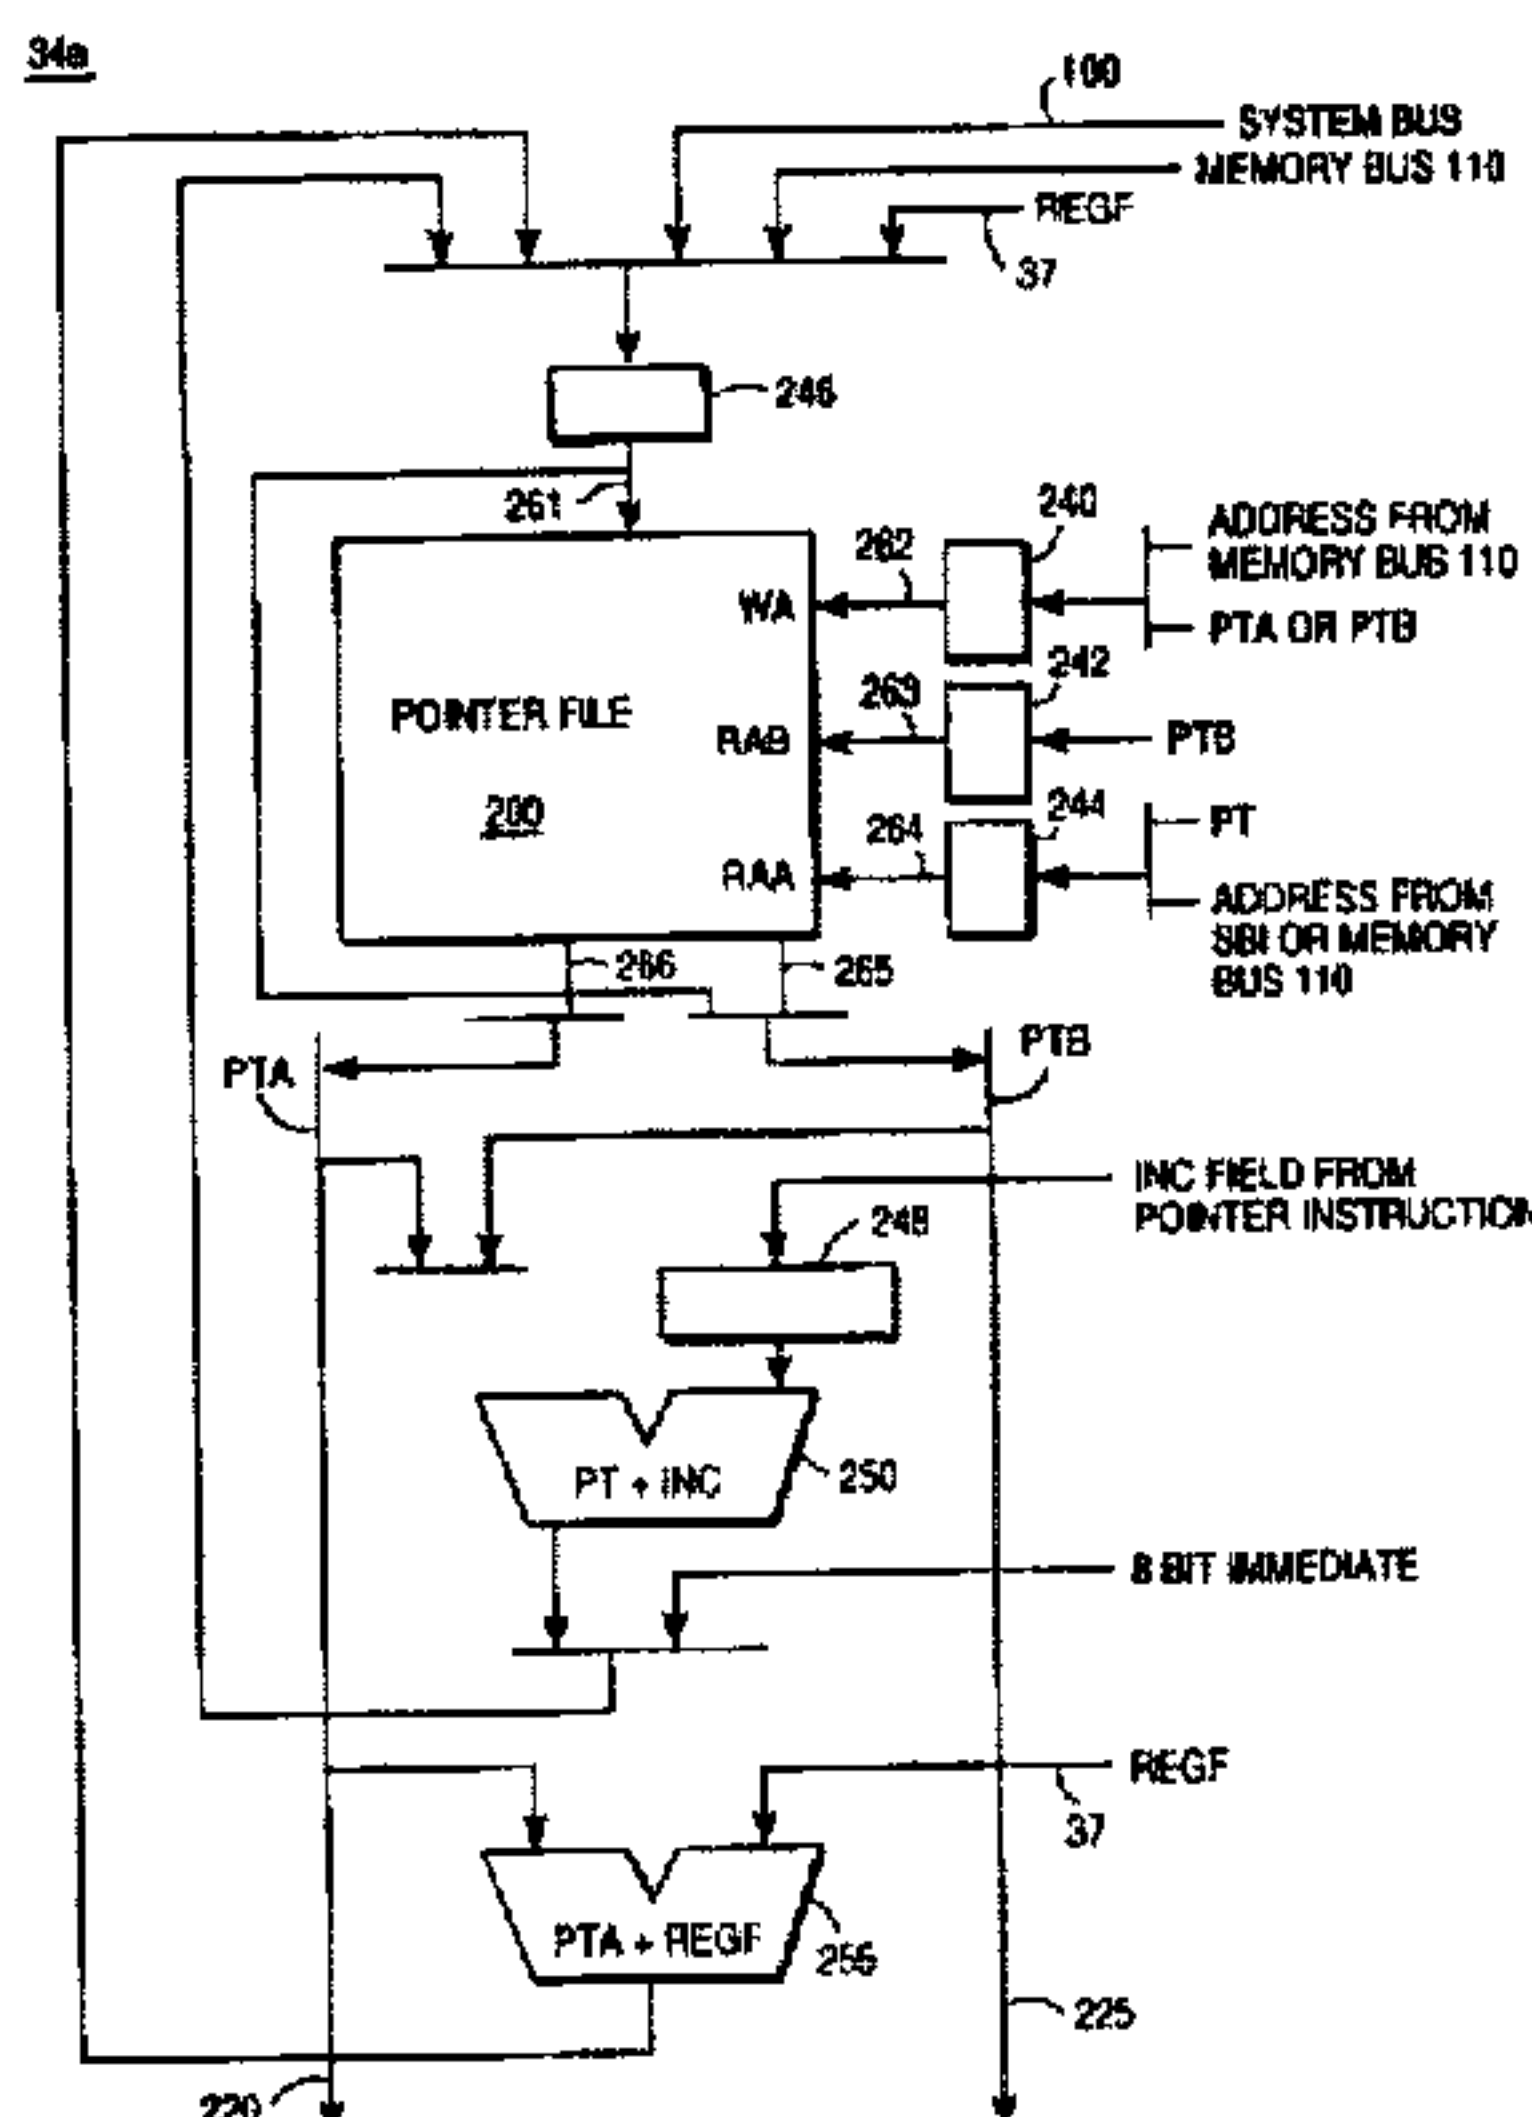 34a
100
SYSTEM BUS
MEMORY BUS 110
REGF
37
246
261
240
ADDRESS FROM
MEMORY BUS 110
262
WA
PTA OR PTB
242
263
POINTER FILE
RAB
PTB
200
244
264
PT
RAA
ADDRESS FROM
SBI OR MEMORY
BUS 110
266
265
PTA
PTB
INC FIELD FROM
POINTER INSTRUCTION
248
PT + INC
250
8 BIT IMMEDIATE
REGF
37
PTA + REGF
255
225
220